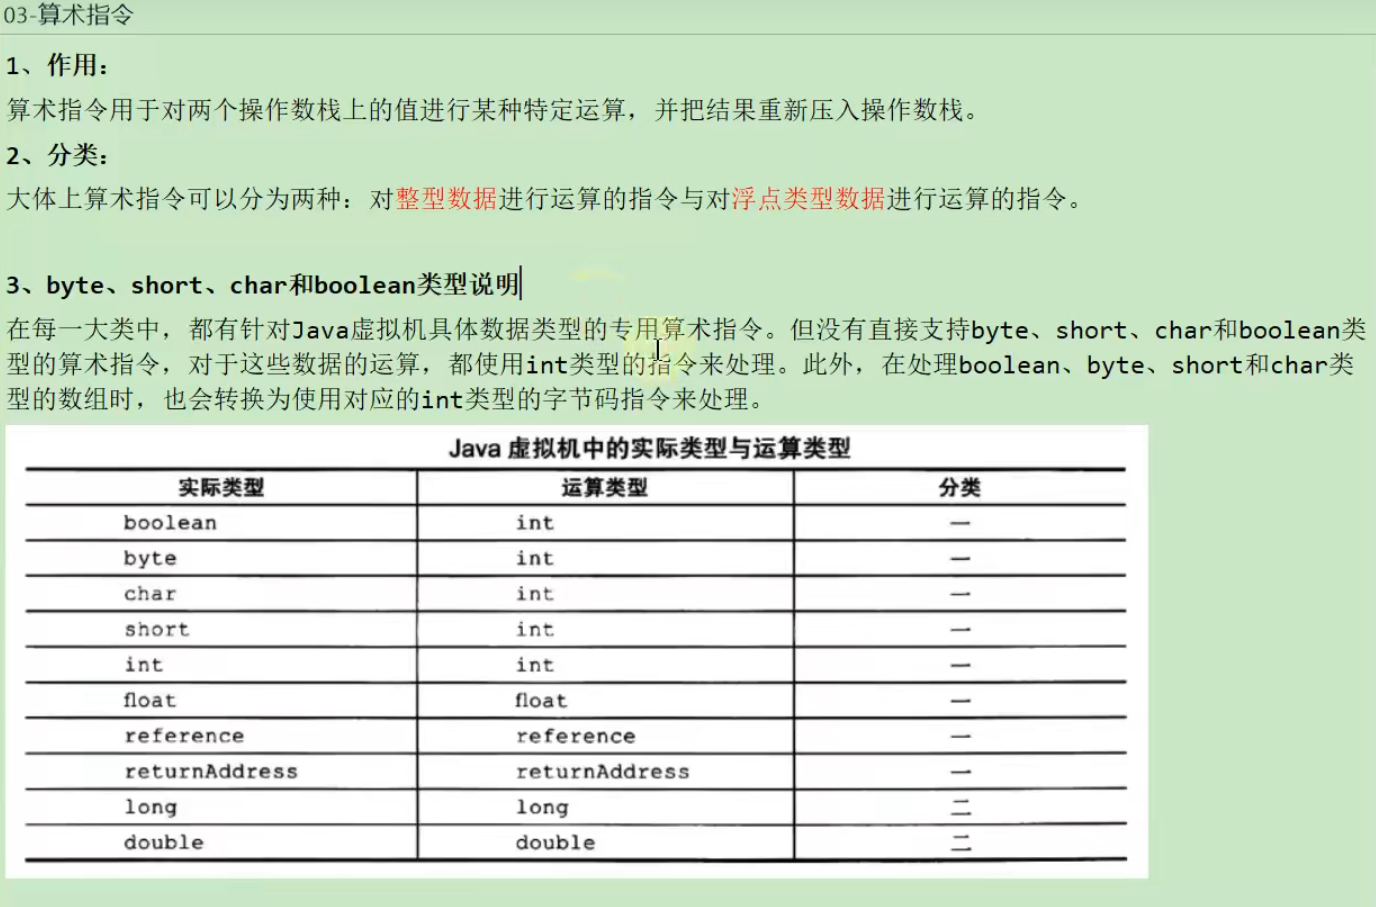 03-算术指令
1、作用：
算术指令用于对两个操作数栈上的值进行某种特定运算，并把结果重新压入操作数栈。
2、分类：
大体上算术指令可以分为两种：对整型数据进行运算的指令与对浮点类型数据进行运算的指令。
3、byte、short、char和boolean类型说明
在每一大类中，都有针对Java虚拟机具体数据类型的专用算术指令。但没有直接支持byte、short、char和boolean类
型的算术指令，对于这些数据的运算，都使用int类型的指令来处理。此外，在处理boolean、byte、short和char类
型的数组时，也会转换为使用对应的int类型的字节码指令来处理。
Java 虚拟机中的实际类型与运算类型
实际类型 运算类型 分类
boolean int 一
byte int 一
char int 一
short int 一
int int 一
float float 一
reference reference 一
returnAddress returnAddress 一
long long 二
double double 二